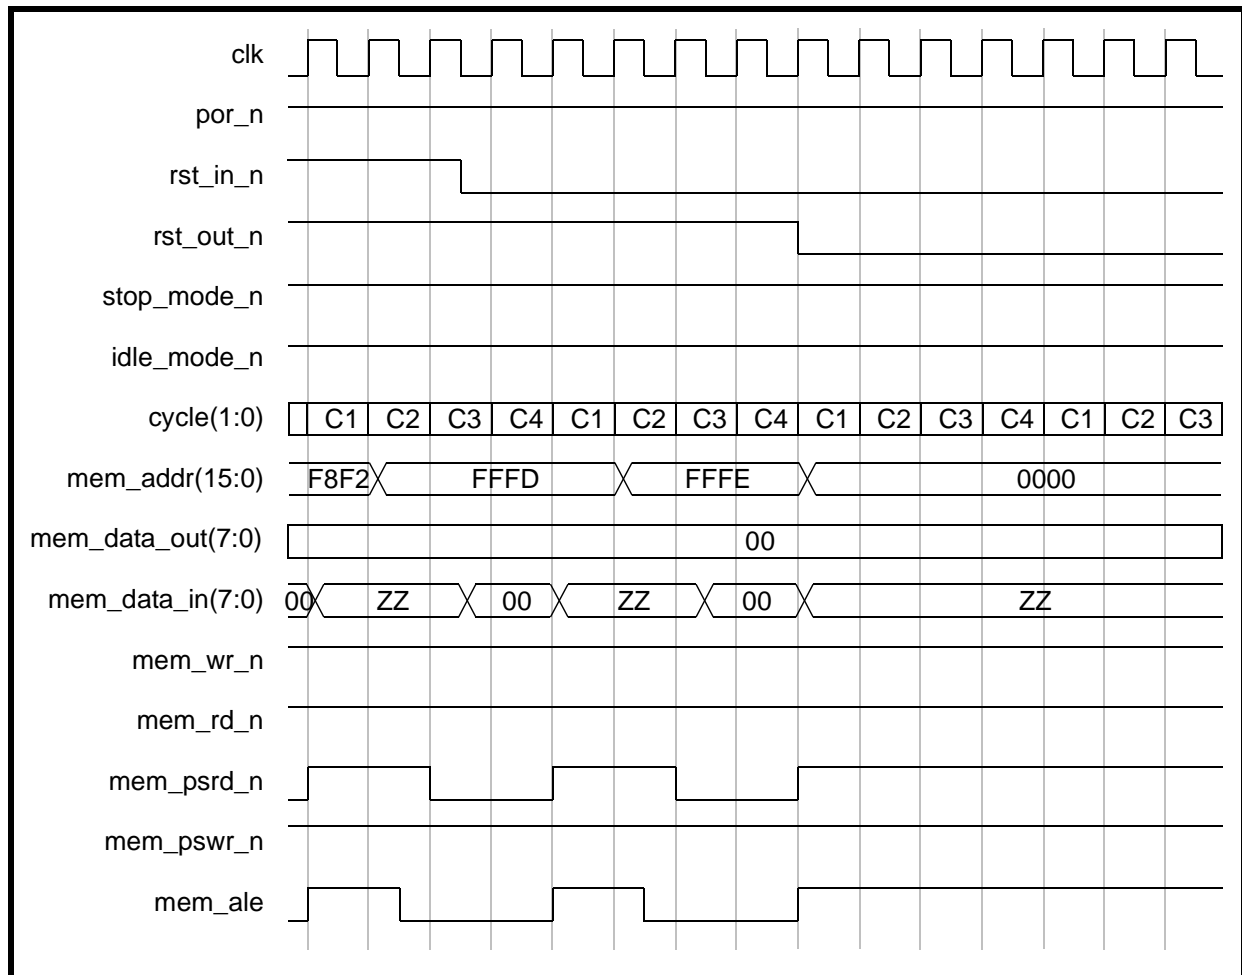 clk
por_n
rst_in_n
rst_out_n
stop_mode_n
idle_mode_n
cycle(1:0) C1 C2 C3 C4 C1 C2 C3 C4 C1 C2 C3 C4 C1 C2 C3
mem_addr(15:0) F8F2 FFFD FFFE 0000
mem_data_out(7:0) 00
mem_data_in(7:0) 00 ZZ 00 ZZ 00 ZZ
mem_wr_n
mem_rd_n
mem_psrd_n
mem_pswr_n
mem_ale